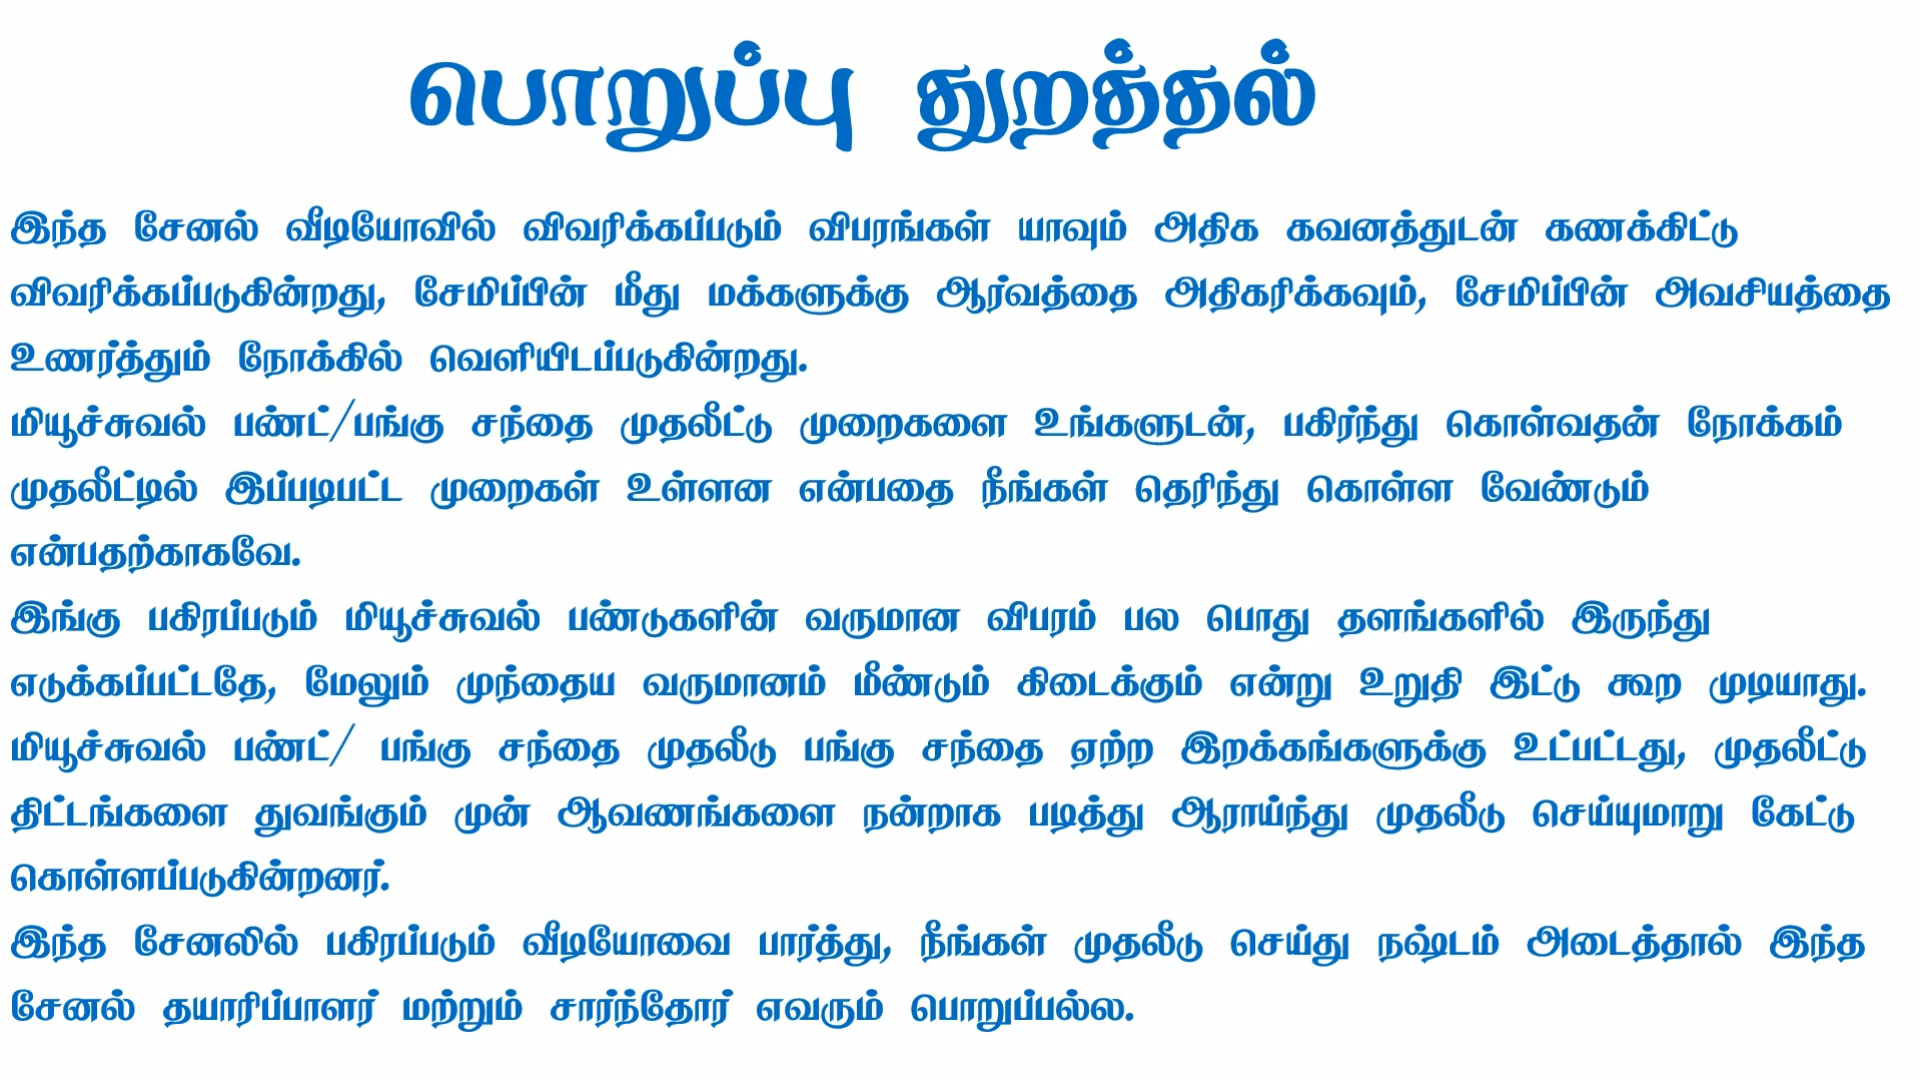 பொறுப்பு துறத்தல்
இந்த சேனல் வீடியோவில் விவரிக்கப்படும் விபரங்கள் யாவும் அதிக கவனத்துடன் கணக்கிட்டு
விவரிக்கப்படுகின்றது, சேமிப்பின் மீது மக்களுக்கு ஆர்வத்தை அதிகரிக்கவும், சேமிப்பின் அவசியத்தை
உணர்த்தும் நோக்கில் வெளியிடப்படுகின்றது.
மியூச்சுவல் பண்ட்/பங்கு சந்தை முதலீட்டு முறைகளை உங்களுடன், பகிர்ந்து கொள்வதன் நோக்கம்
முதலீட்டில் இப்படிபட்ட முறைகள் உள்ளன என்பதை நீங்கள் தெரிந்து கொள்ள வேண்டும்
என்பதற்காகவே.
இங்கு பகிரப்படும் மியூச்சுவல் பண்டுகளின் வருமான விபரம் பல பொது தளங்களில் இருந்து
எடுக்கப்பட்டதே, மேலும் முந்தைய வருமானம் மீண்டும் கிடைக்கும் என்று உறுதி இட்டு கூற முடியாது.
மியூச்சுவல் பண்ட்/ பங்கு சந்தை முதலீடு பங்கு சந்தை ஏற்ற இறக்கங்களுக்கு உட்பட்டது, முதலீட்டு
திட்டங்களை துவங்கும் முன் ஆவணங்களை நன்றாக படித்து ஆராய்ந்து முதலீடு செய்யுமாறு கேட்டு
கொள்ளப்படுகின்றனர்.
இந்த சேனலில் பகிரப்படும் வீடியோவை பார்த்து, நீங்கள் முதலீடு செய்து நஷ்டம் அடைத்தால் இந்த
சேனல் தயாரிப்பாளர் மற்றும் சார்ந்தோர் எவரும் பொறுப்பல்ல.